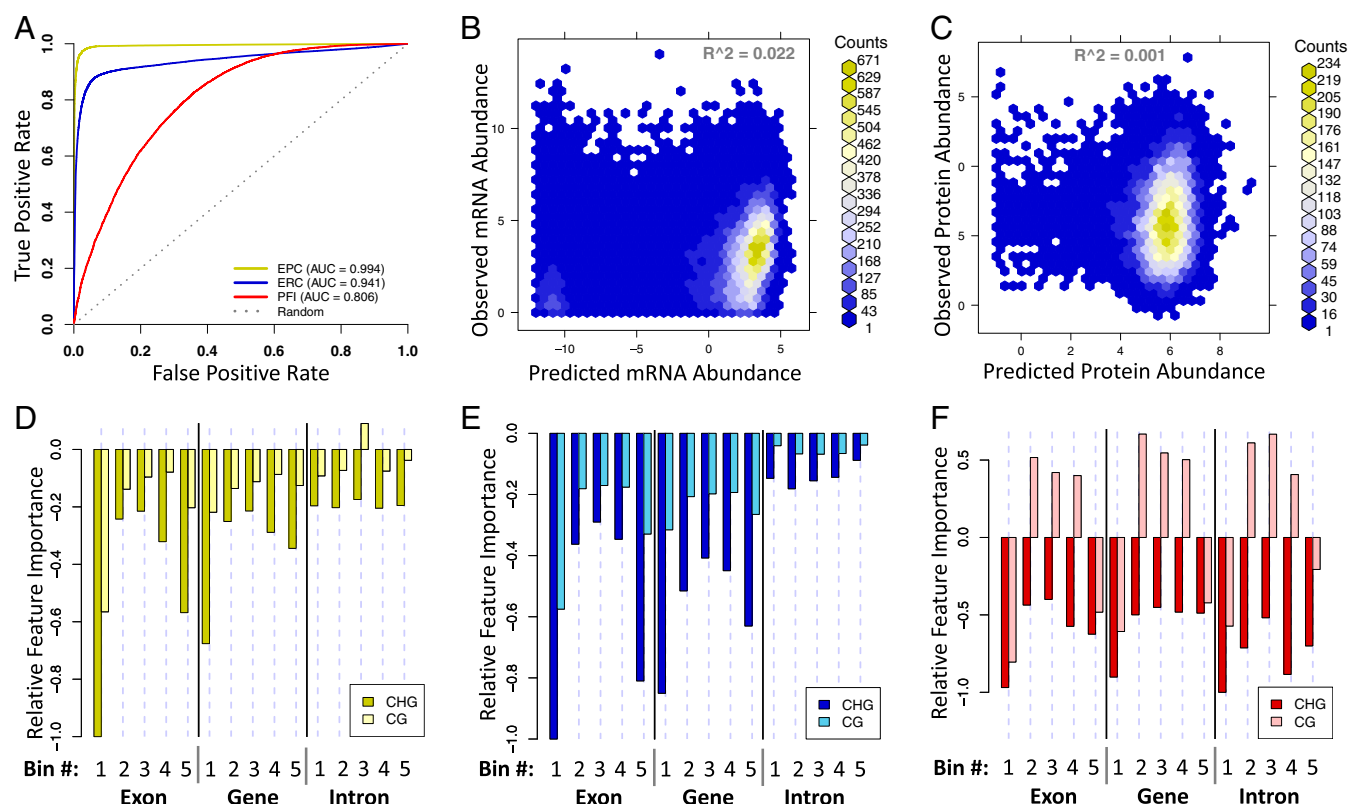 A
True Positive Rate
1.0
0.8
0.6
0.4
0.2
0.0
EPC (AUC = 0.994)
ERC (AUC = 0.941)
PFI (AUC = 0.806)
Random
0.0 0.2 0.4 0.6 0.8 1.0
False Positive Rate
B
Observed mRNA Abundance
10
5
0
R^2 = 0.022
−10 −5 0 5
Predicted mRNA Abundance
Counts
671
629
587
545
504
462
420
378
336
294
252
210
168
127
85
43
1
C
Observed Protein Abundance
5
0
5
0
R^2 = 0.001
0 2 4 6 8
Predicted Protein Abundance
Counts
234
219
205
190
176
161
147
132
118
103
88
74
59
45
30
16
1
D
Relative Feature Importance
0.0
−0.2
−0.4
−0.6
−0.8
−1.0
CHG
CG
Bin #: 1 2 3 4 5 1 2 3 4 5 1 2 3 4 5
Exon Gene Intron
E
Relative Feature Importance
0.0
−0.2
−0.4
−0.6
−0.8
−1.0
CHG
CG
Bin #: 1 2 3 4 5 1 2 3 4 5 1 2 3 4 5
Exon Gene Intron
F
Relative Feature Importance
0.5
0.0
−0.5
−1.0
CHG
CG
Bin #: 1 2 3 4 5 1 2 3 4 5 1 2 3 4 5
Exon Gene Intron